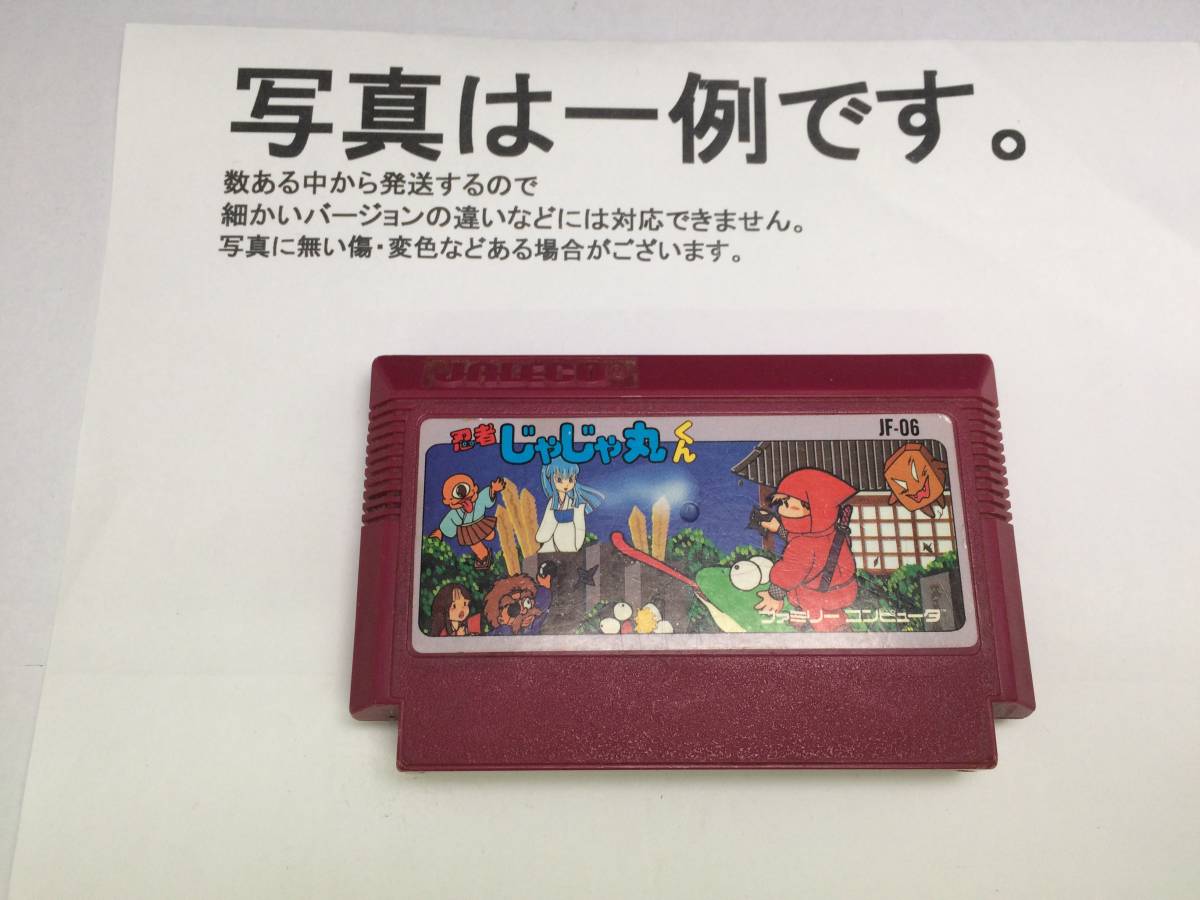 写真は一例です。
数ある中から発送するので
細かいバージョンの違いなどには対応できません。
写真に無い傷・変色などある場合がございます。
JALECO
忍者じゃじゃ丸くん
JF-06
ファミリー コンピュータ™